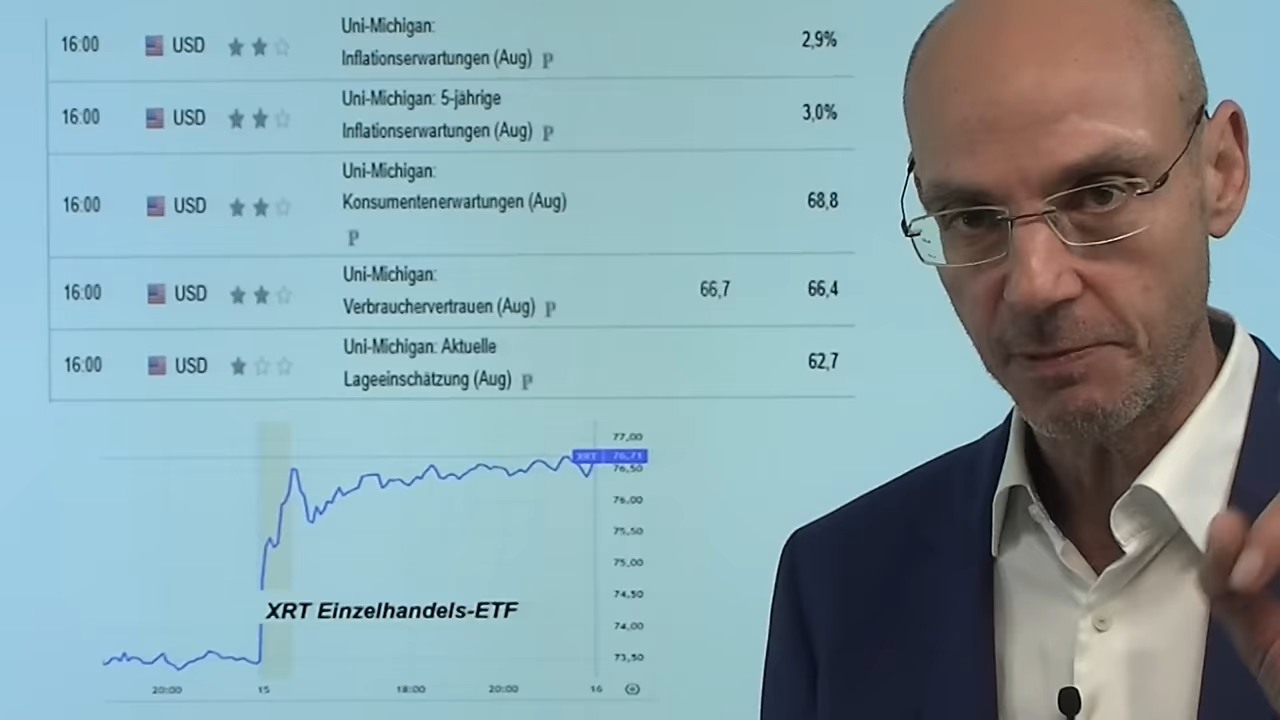 16:00 USD Uni-Michigan:
Inflationserwartungen (Aug) P 2,9%
16:00 USD Uni-Michigan: 5-jährige
Inflationserwartungen (Aug) P 3,0%
16:00 USD Uni-Michigan:
Konsumentenerwartungen (Aug) 68,8
P
16:00 USD Uni-Michigan:
Verbrauchervertrauen (Aug) P 66,7 66,4
16:00 USD Uni-Michigan: Aktuelle
Lageeinschätzung (Aug) P 62,7
77,00
XRT 76,71
76,50
76,00
75,50
75,00
74,50
XRT Einzelhandels-ETF
74,00
73,50
20:00 15 18:00 20:00 16